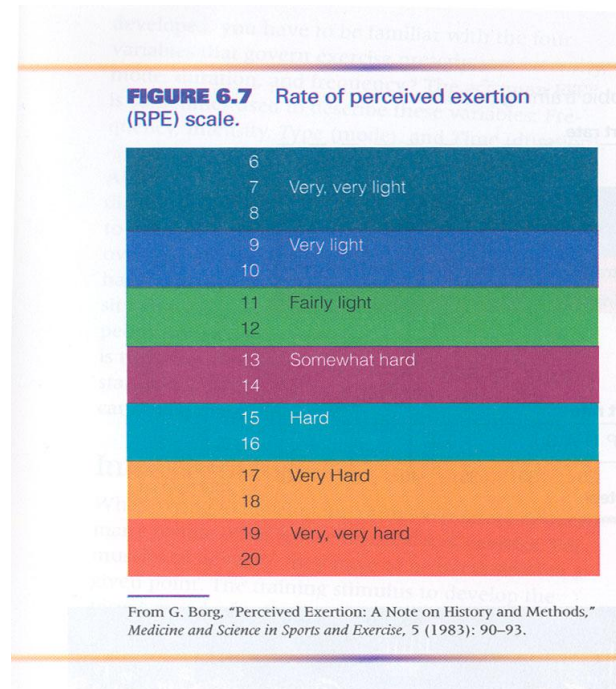 FIGURE 6.7 Rate of perceived exertion
(RPE) scale.
6
7 Very, very light
8
9 Very light
10
11 Fairly light
12
13 Somewhat hard
14
15 Hard
16
17 Very Hard
18
19 Very, very hard
20
From G. Borg, "Perceived Exertion: A Note on History and Methods,"
Medicine and Science in Sports and Exercise, 5 (1983): 90–93.